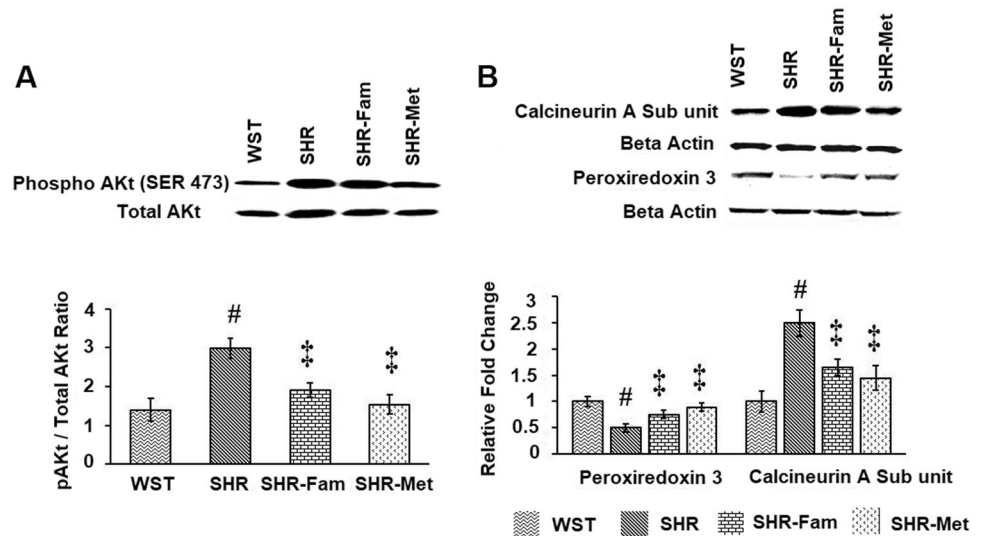 A
WST
SHR
SHR-Fam
SHR-Met
Phospho AKt (SER 473)
Total AKt
pAKt / Total AKt Ratio
4
3
2
1
0
#
‡
‡
WST
SHR
SHR-Fam
SHR-Met
B
WST
SHR
SHR-Fam
SHR-Met
Calcineurin A Sub unit
Beta Actin
Peroxiredoxin 3
Beta Actin
Relative Fold Change
3
2.5
2
1.5
1
0.5
0
#
‡
‡
#
‡
‡
Peroxiredoxin 3
Calcineurin A Sub unit
WST
SHR
SHR-Fam
SHR-Met